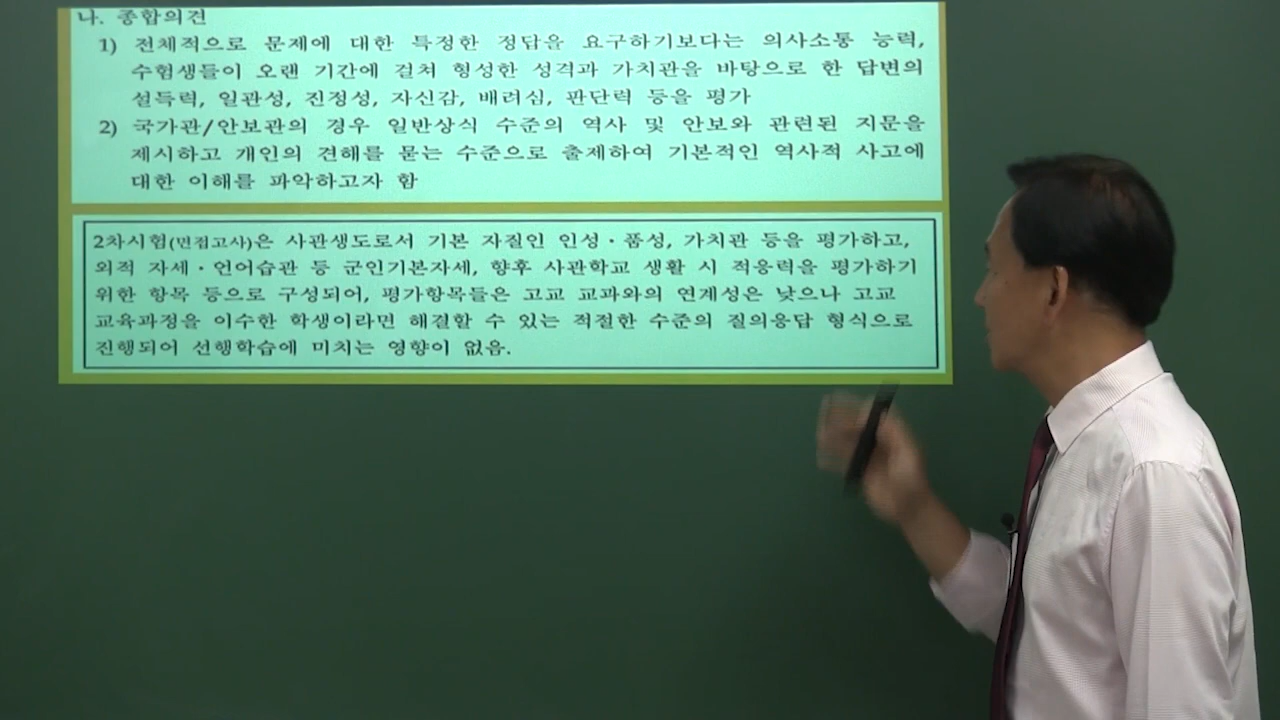 나. 종합의견
1) 전체적으로 문제에 대한 특정한 정답을 요구하기보다는 의사소통 능력,
수험생들이 오랜 기간에 걸쳐 형성한 성격과 가치관을 바탕으로 한 답변의
설득력, 일관성, 진정성, 자신감, 배려심, 판단력 등을 평가
2) 국가관/안보관의 경우 일반상식 수준의 역사 및 안보와 관련된 지문을
제시하고 개인의 견해를 묻는 수준으로 출제하여 기본적인 역사적 사고에
대한 이해를 파악하고자 함
2차시험(면접고사)은 사관생도로서 기본 자질인 인성·품성, 가치관 등을 평가하고,
외적 자세·언어습관 등 군인기본자세, 향후 사관학교 생활 시 적응력을 평가하기
위한 항목 등으로 구성되어, 평가항목들은 고교 교과와의 연계성은 낮으나 고교
교육과정을 이수한 학생이라면 해결할 수 있는 적절한 수준의 질의응답 형식으로
진행되어 선행학습에 미치는 영향이 없음.